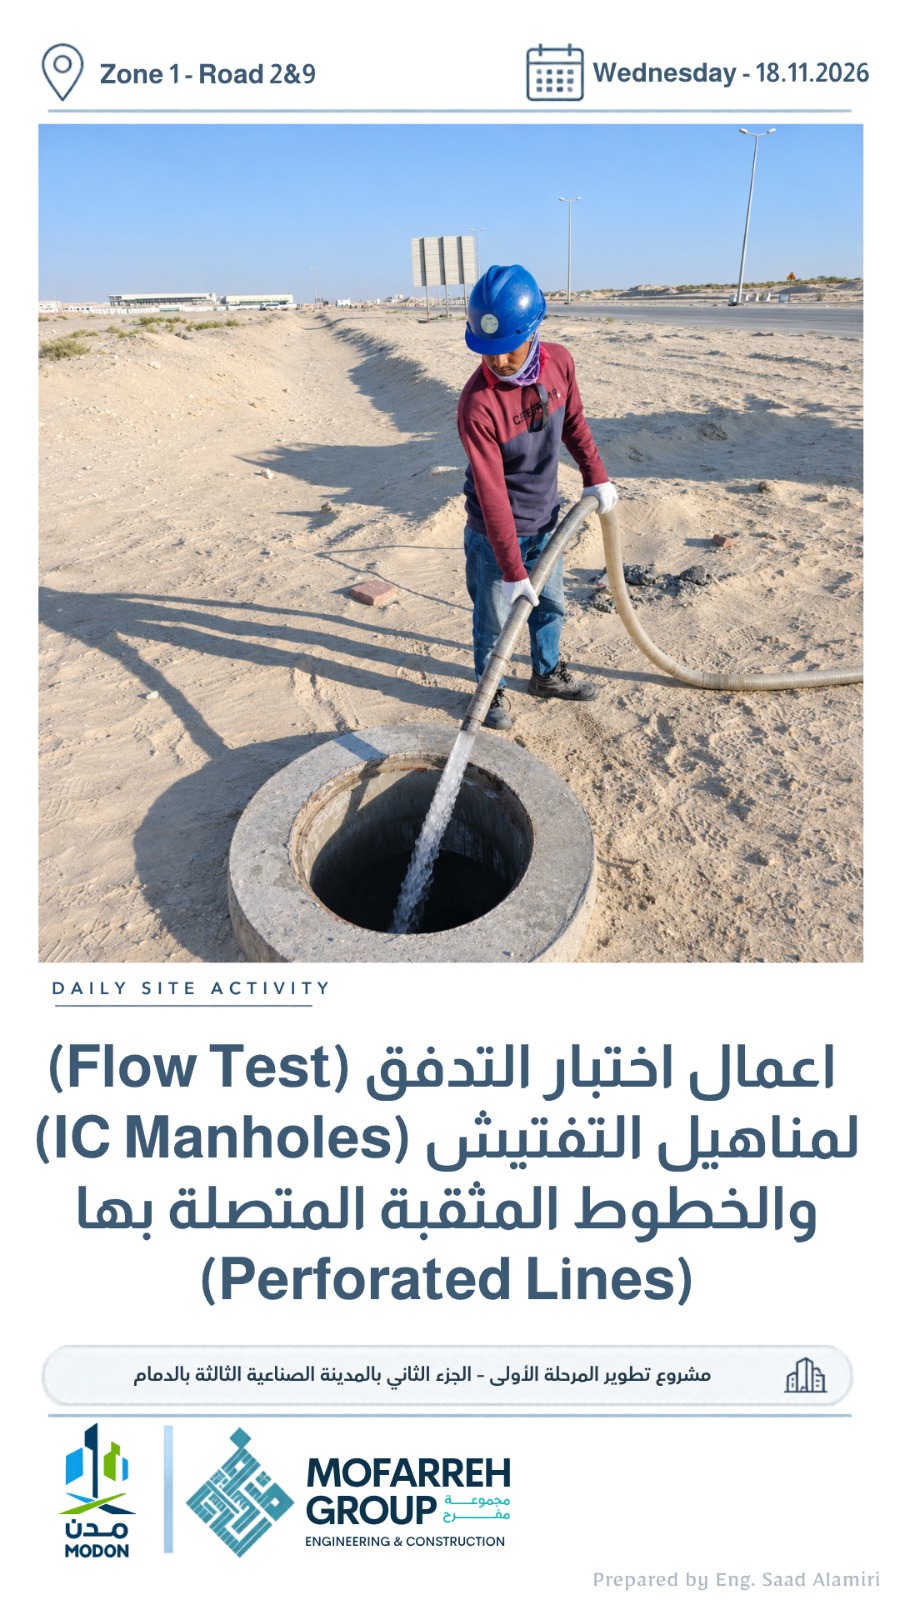 Zone 1 - Road 2&9
Wednesday - 18.11.2026
DAILY SITE ACTIVITY
اعمال اختبار التدفق (Flow Test)
لمناهيل التفتيش (IC Manholes)
والخطوط المثقبة المتصلة بها
(Perforated Lines)
مشروع تطوير المرحلة الأولى - الجزء الثاني بالمدينة الصناعية الثالثة بالدمام
مدن
MODON
MOFARREH
GROUP
مجموعة
مفرح
ENGINEERING & CONSTRUCTION
Prepared by Eng. Saad Alamiri